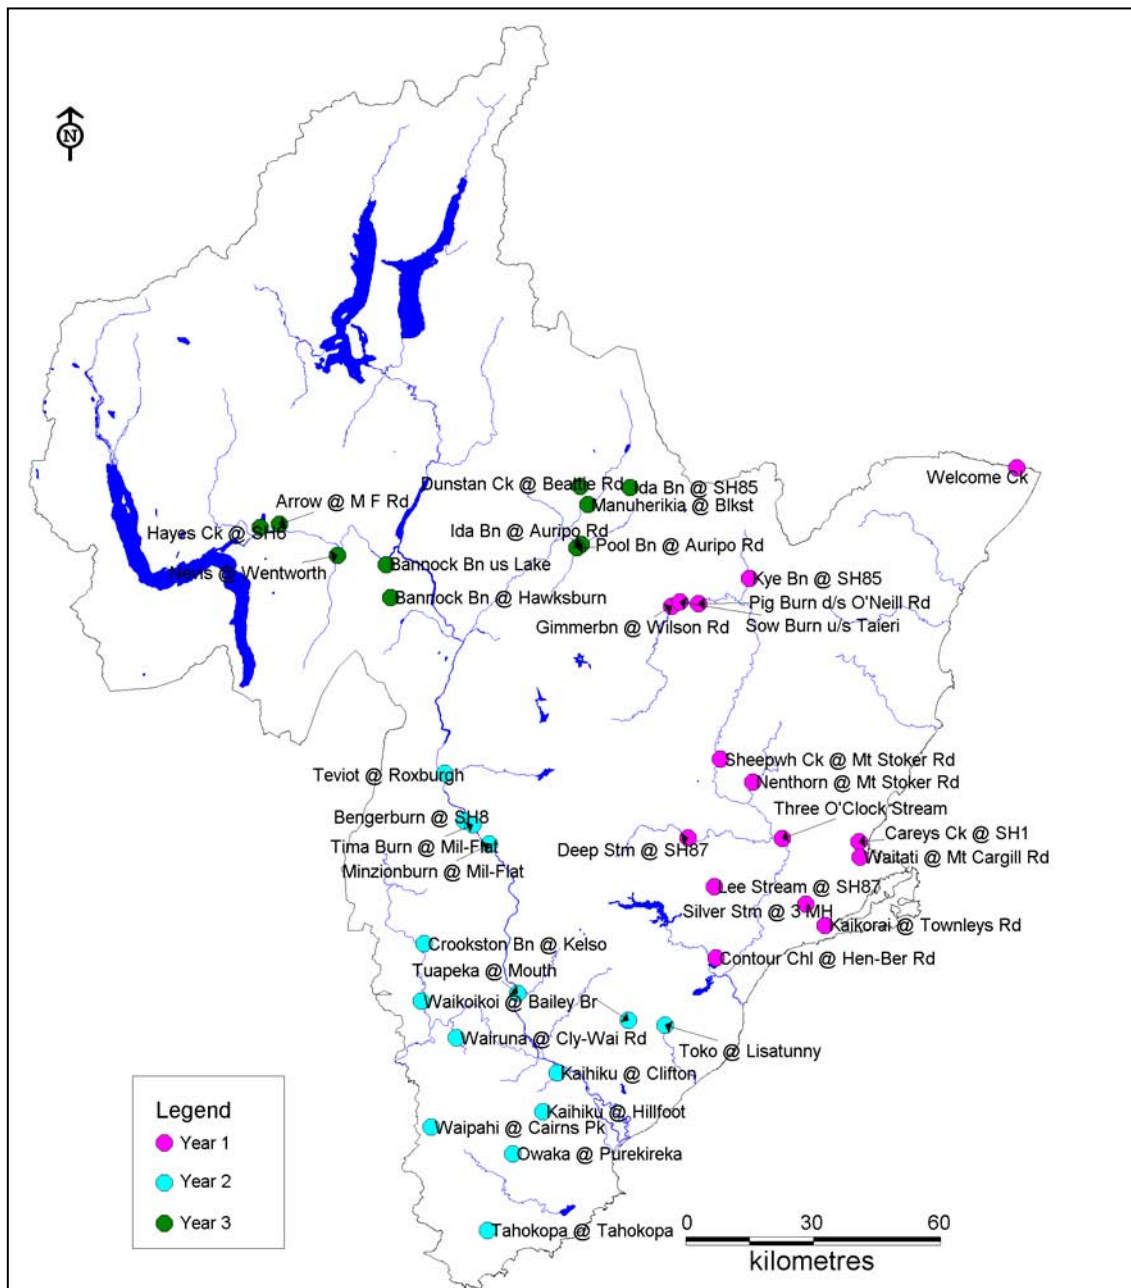 N
Welcome Ck
Dunstan Ck @ Beattie Rd
Ida Bn @ SH85
Arrow @ M F Rd
Manuherikia @ Blkst
Hayes Ck @ SH6
Ida Bn @ Auripo Rd
Pool Bn @ Auripo Rd
Nevis @ Wentworth
Bannock Bn us Lake
Kye Bn @ SH85
Bannock Bn @ Hawksburn
Pig Burn d/s O'Neill Rd
Gimmerbn @ Wilson Rd
Sow Burn u/s Taieri
Sheepwh Ck @ Mt Stoker Rd
Teviot @ Roxburgh
Nenthorn @ Mt Stoker Rd
Three O'Clock Stream
Bengerburn @ SH8
Careys Ck @ SH1
Tima Burn @ Mil-Flat
Deep Stm @ SH87
Waitati @ Mt Cargill Rd
Minzionburn @ Mil-Flat
Lee Stream @ SH87
Silver Stm @ 3 MH
Kaikorai @ Townleys Rd
Crookston Bn @ Kelso
Contour Chl @ Hen-Ber Rd
Tuapeka @ Mouth
Waikoikoi @ Bailey Br
Wairuna @ Cly-Wai Rd
Toko @ Lisatunny
Kaihiku @ Clifton
Kaihiku @ Hillfoot
Waipahi @ Cairns Pk
Owaka @ Purekireka
Tahokopa @ Tahokopa
Legend
Year 1
Year 2
Year 3
0 30 60
kilometres